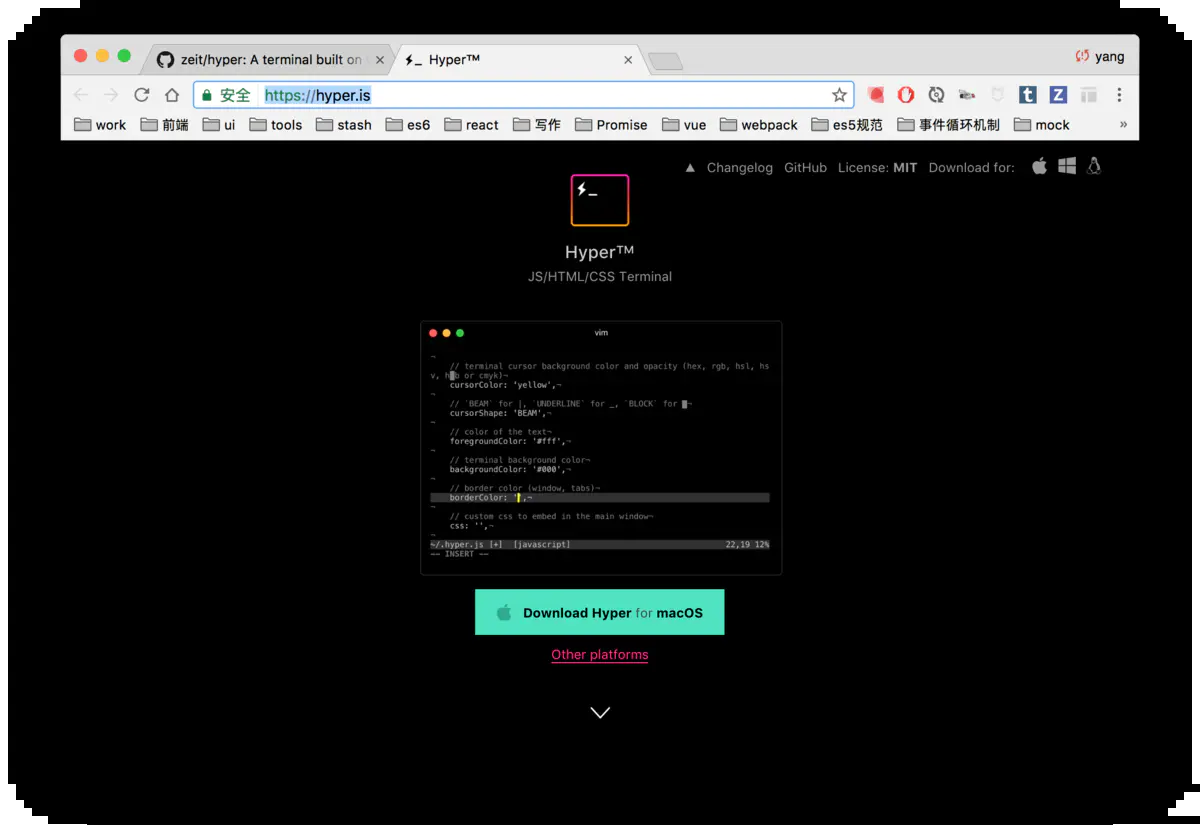 zeit/hyper: A terminal built on
Hyper™
yang
安全 https://hyper.is
work 前端 ui tools stash es6 react 写作 Promise vue webpack es5规范 事件循环机制 mock »
▲ Changelog GitHub License: MIT Download for:
Hyper™
JS/HTML/CSS Terminal
vim
¬
// terminal cursor background color and opacity (hex, rgb, hsl, hs
v, hsb or cmyk)¬
cursorColor: 'yellow',¬
¬
// `BEAM` for |, `UNDERLINE` for _, `BLOCK` for █¬
cursorShape: 'BEAM',¬
¬
// color of the text¬
foregroundColor: '#fff',¬
¬
// terminal background color¬
backgroundColor: '#000',¬
¬
// border color (window, tabs)¬
borderColor: '',¬
¬
// custom css to embed in the main window¬
css: '',¬
¬
~/.hyper.js [+] [javascript] 22,19 12%
-- INSERT --
Download Hyper for macOS
Other platforms